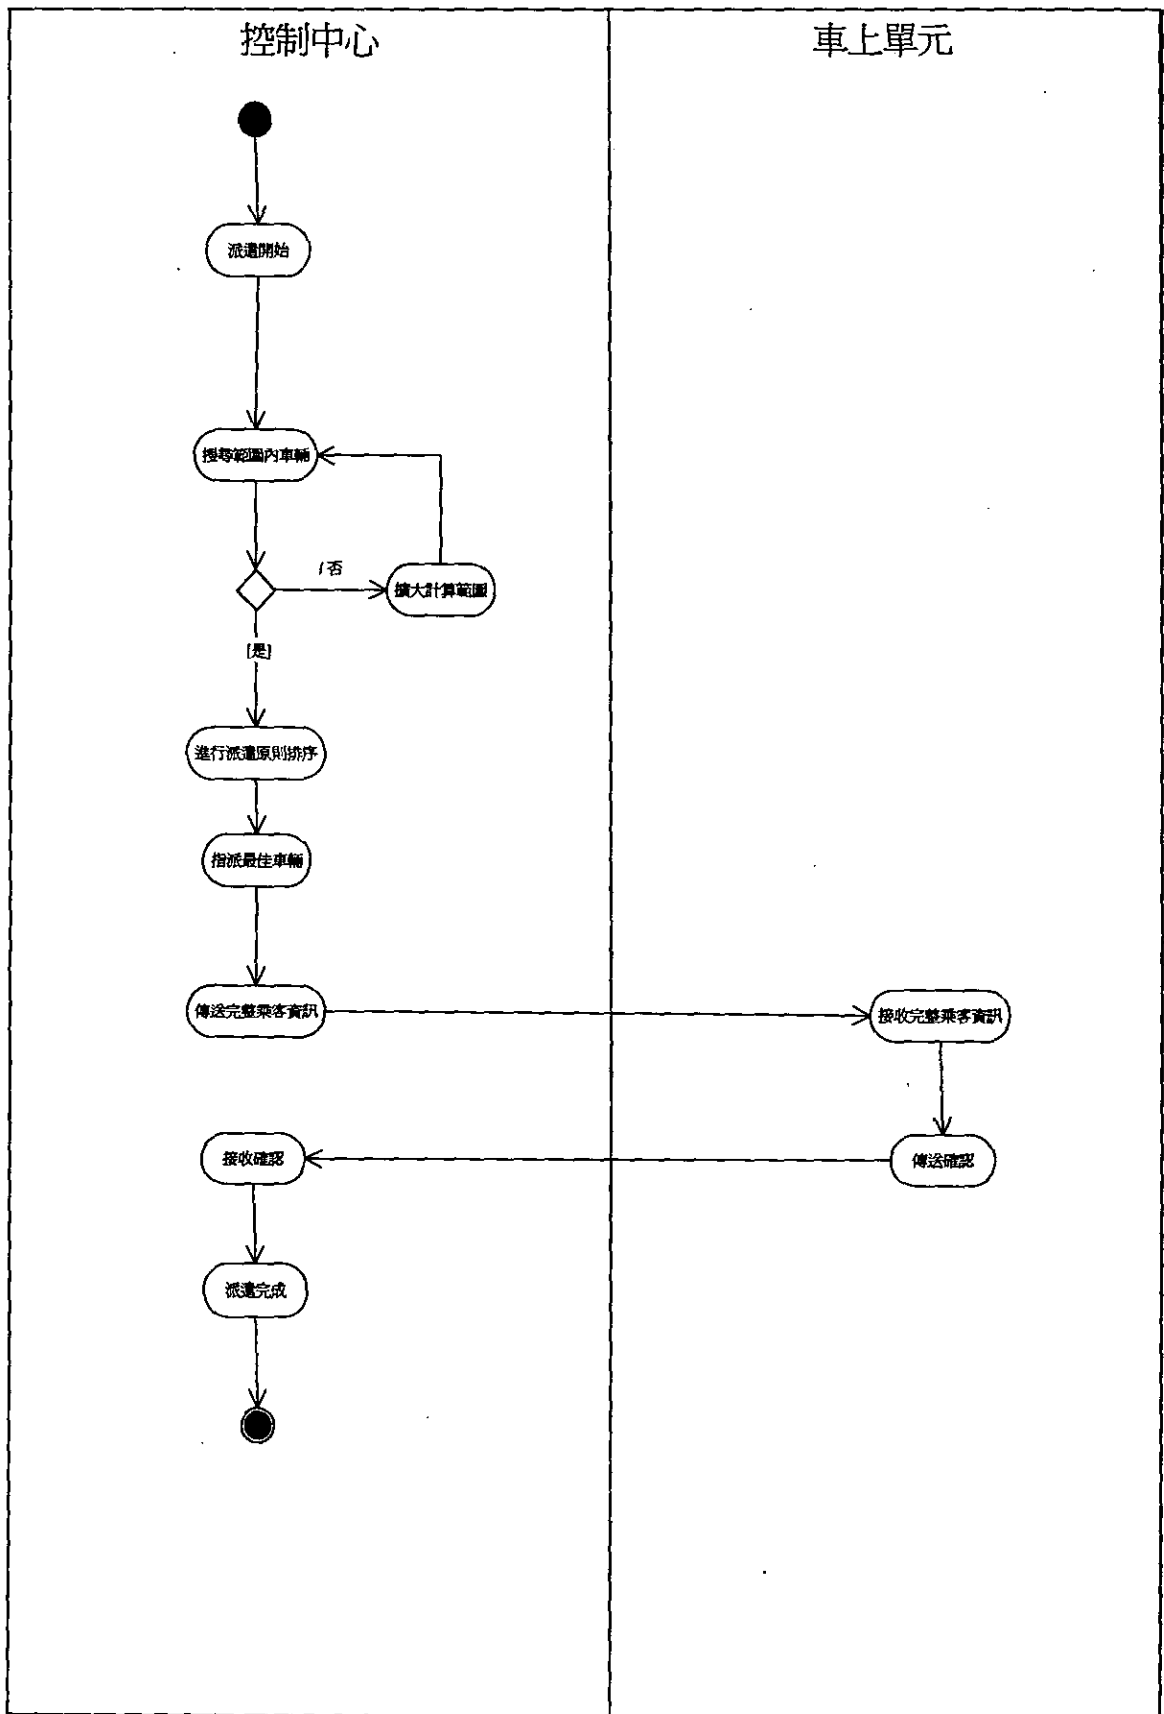 控制中心
車上單元
派遣開始
搜尋範圍內車輛
/ 否
擴大計算範圍
[是]
進行派遣原則排序
指派最佳車輛
傳送完整乘客資訊
接收完整乘客資訊
接收確認
傳送確認
派遣完成